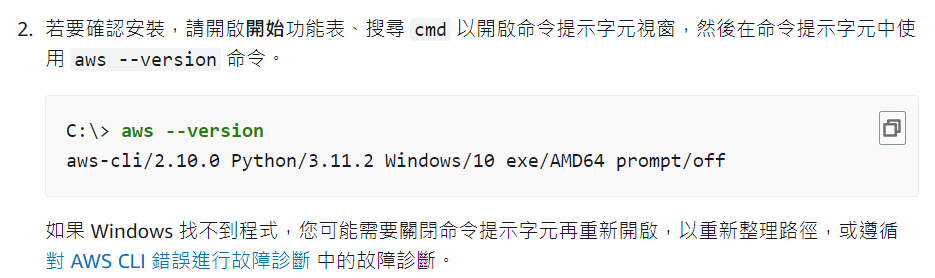 2. 若要確認安裝，請開啟開始功能表、搜尋 cmd 以開啟命令提示字元視窗，然後在命令提示字元中使
用 aws --version 命令。
C:\> aws --version
aws-cli/2.10.0 Python/3.11.2 Windows/10 exe/AMD64 prompt/off
如果 Windows 找不到程式，您可能需要關閉命令提示字元再重新開啟，以重新整理路徑，或遵循
對 AWS CLI 錯誤進行故障診斷 中的故障診斷。